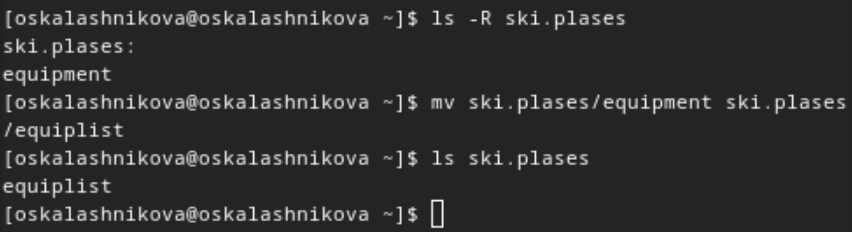 [oskalashnikova@oskalashnikova ~]$ ls -R ski.plases
ski.plases:
equipment
[oskalashnikova@oskalashnikova ~]$ mv ski.plases/equipment ski.plases
/equiplist
[oskalashnikova@oskalashnikova ~]$ ls ski.plases
equiplist
[oskalashnikova@oskalashnikova ~]$